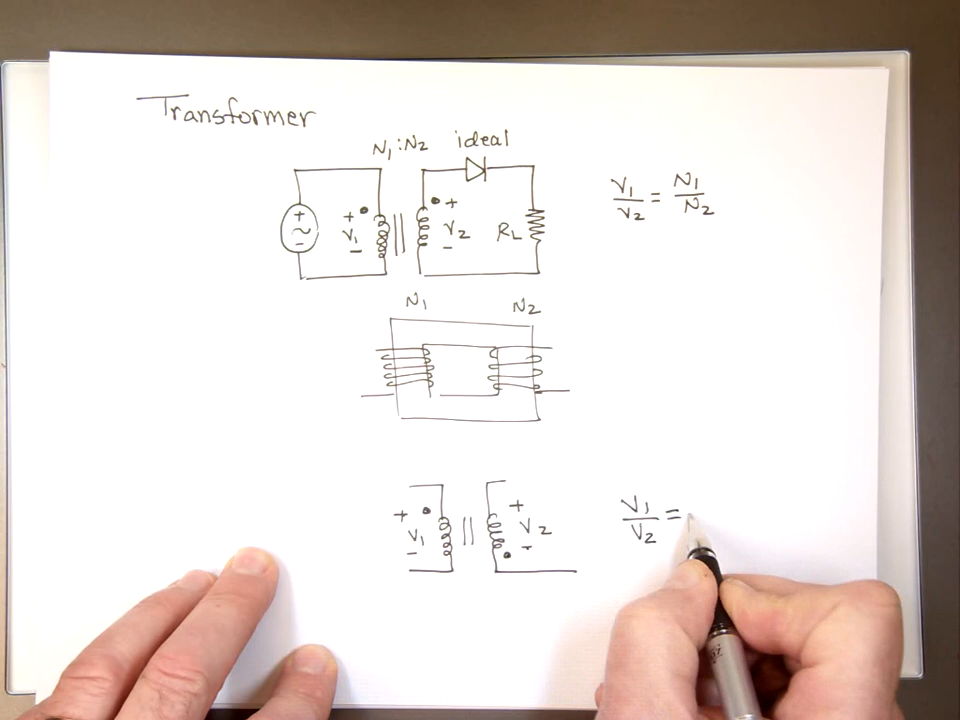 Transformer
N1 : N2 ideal
V1/V2 = N1/N2
+ + +
~ V1 V2 RL
- - -
N1 N2
+ +
V1 V2
- +
V1/V2 =